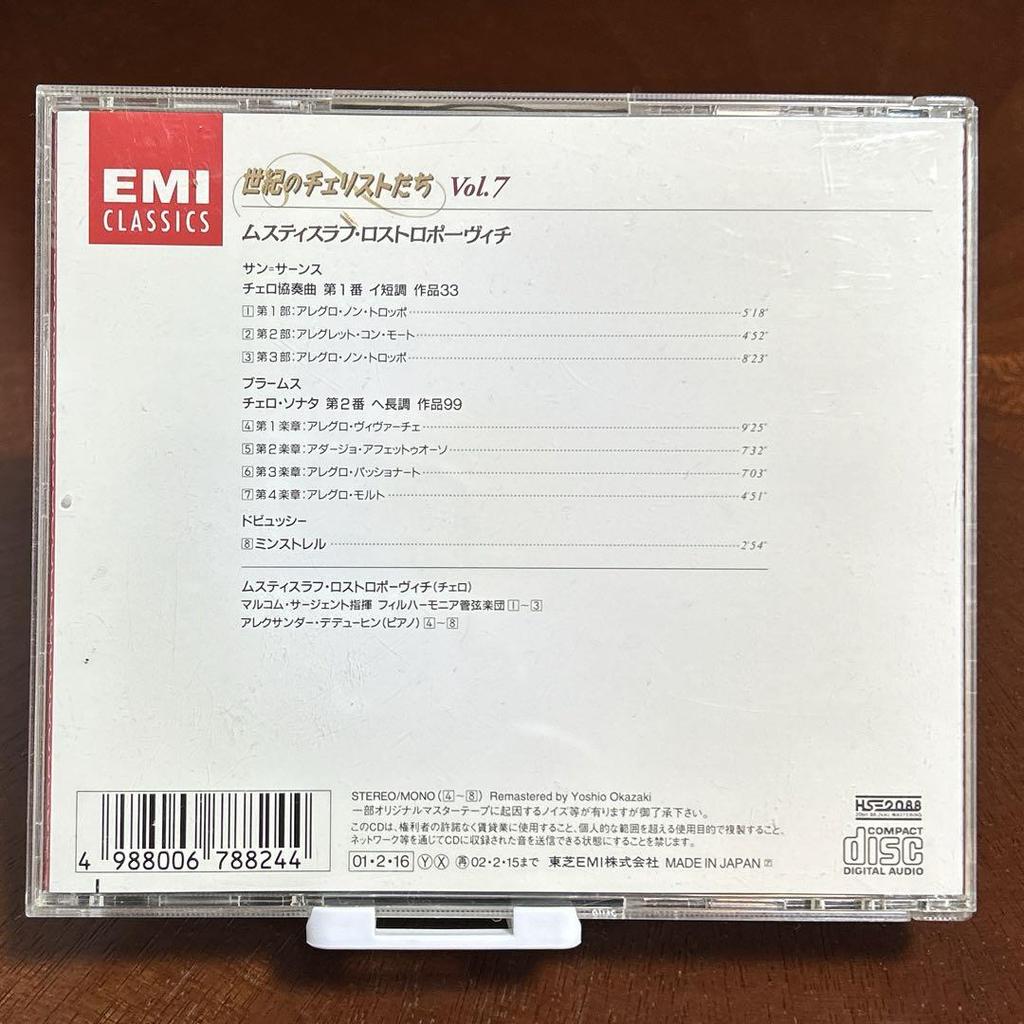 EMI
CLASSICS
世紀のチェリストたち Vol.7
ムスティスラフ・ロストロポーヴィチ
サン=サーンス
チェロ協奏曲 第1番 イ短調 作品33
1 第1部:アレグロ・ノン・トロッポ 5'18"
2 第2部:アレグレット・コン・モート 4'52"
3 第3部:アレグロ・ノン・トロッポ 8'23"
ブラームス
チェロ・ソナタ 第2番 ヘ長調 作品99
4 第1楽章:アレグロ・ヴィヴァーチェ 9'25"
5 第2楽章:アダージョ・アフェットゥオーソ 7'32"
6 第3楽章:アレグロ・パッショナート 7'03"
7 第4楽章:アレグロ・モルト 4'51"
ドビュッシー
8 ミンストレル 2'54"
ムスティスラフ・ロストロポーヴィチ(チェロ)
マルコム・サージェント指揮 フィルハーモニア管弦楽団 1~3
アレクサンダー・デデューヒン(ピアノ) 4~8
STEREO/MONO(4~8) Remastered by Yoshio Okazaki
一部オリジナルマスターテープに起因するノイズ等が有りますが御了承下さい。
このCDは、権利者の許諾なく賃貸業に使用すること、個人的な範囲を超える使用目的で複製すること、
ネットワーク等を通じてCDに収録された音を送信できる状態にすることを禁じます。
01・2・16 Ⓨ Ⓧ 再 02・2・15まで 東芝EMI株式会社 MADE IN JAPAN
4 988006 788244
HS-2088
COMPACT
disc
DIGITAL AUDIO